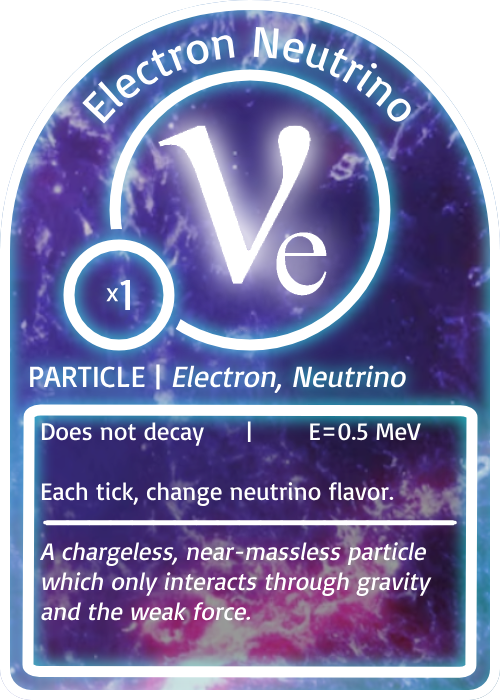 Electron Neutrino
νe
x1
PARTICLE | Electron, Neutrino
Does not decay | E=0.5 MeV
Each tick, change neutrino flavor.
A chargeless, near-massless particle
which only interacts through gravity
and the weak force.